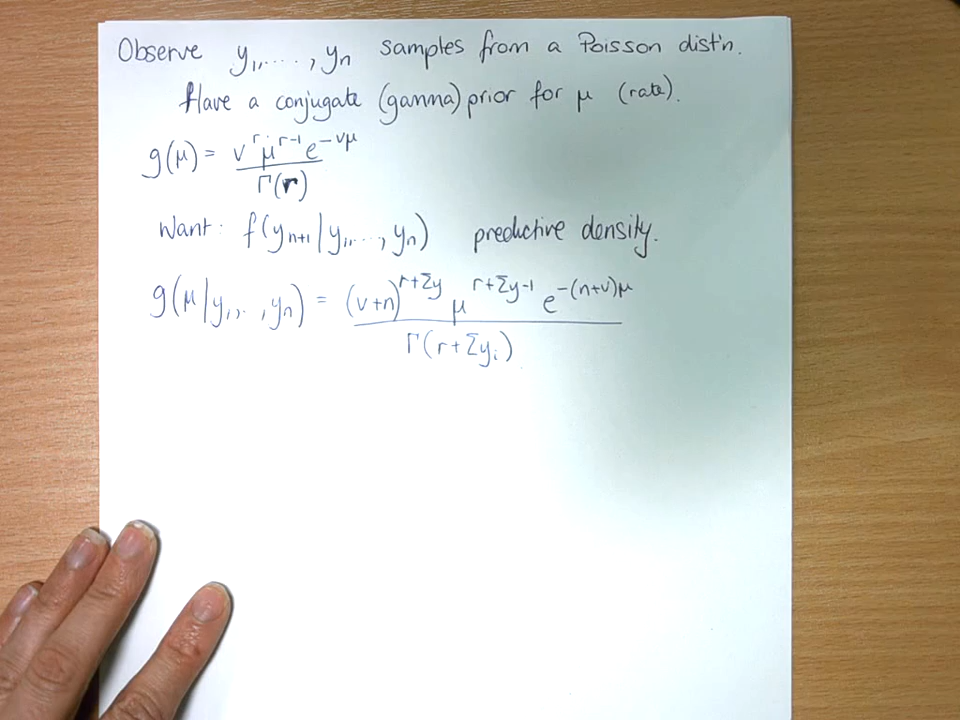 Observe y₁, ...., yₙ samples from a Poisson dist'n.
Have a conjugate (gamma) prior for μ (rate).
g(μ) = v^r μ^(r-1) e^(-vμ) / Γ(r)
Want: f(yₙ₊₁ | y₁, ..., yₙ) predictive density.
g(μ | y₁, .. , yₙ) = (v+n)^(r+Σy) μ^(r+Σy-1) e^(-(n+v)μ) / Γ(r+Σyᵢ)